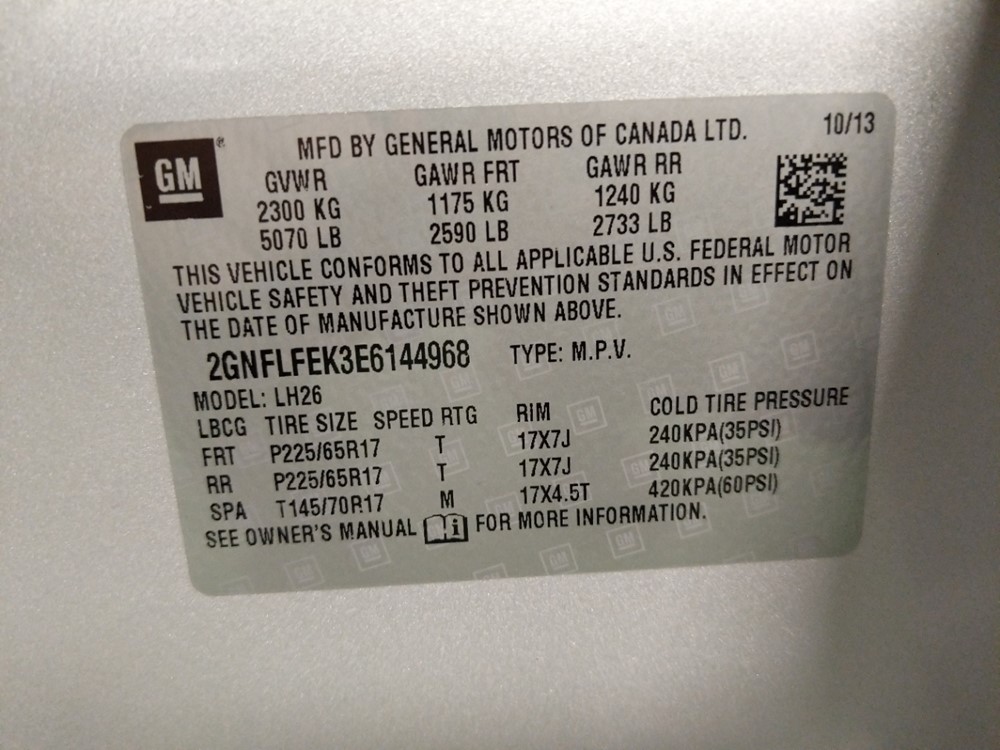 GM
MFD BY GENERAL MOTORS OF CANADA LTD. 10/13
GVWR GAWR FRT GAWR RR
2300 KG 1175 KG 1240 KG
5070 LB 2590 LB 2733 LB
THIS VEHICLE CONFORMS TO ALL APPLICABLE U.S. FEDERAL MOTOR
VEHICLE SAFETY AND THEFT PREVENTION STANDARDS IN EFFECT ON
THE DATE OF MANUFACTURE SHOWN ABOVE.
2GNFLFEK3E6144968 TYPE: M.P.V.
MODEL: LH26
LBCG TIRE SIZE SPEED RTG RIM COLD TIRE PRESSURE
FRT P225/65R17 T 17X7J 240KPA(35PSI)
RR P225/65R17 T 17X7J 240KPA(35PSI)
SPA T145/70R17 M 17X4.5T 420KPA(60PSI)
SEE OWNER'S MANUAL i FOR MORE INFORMATION.